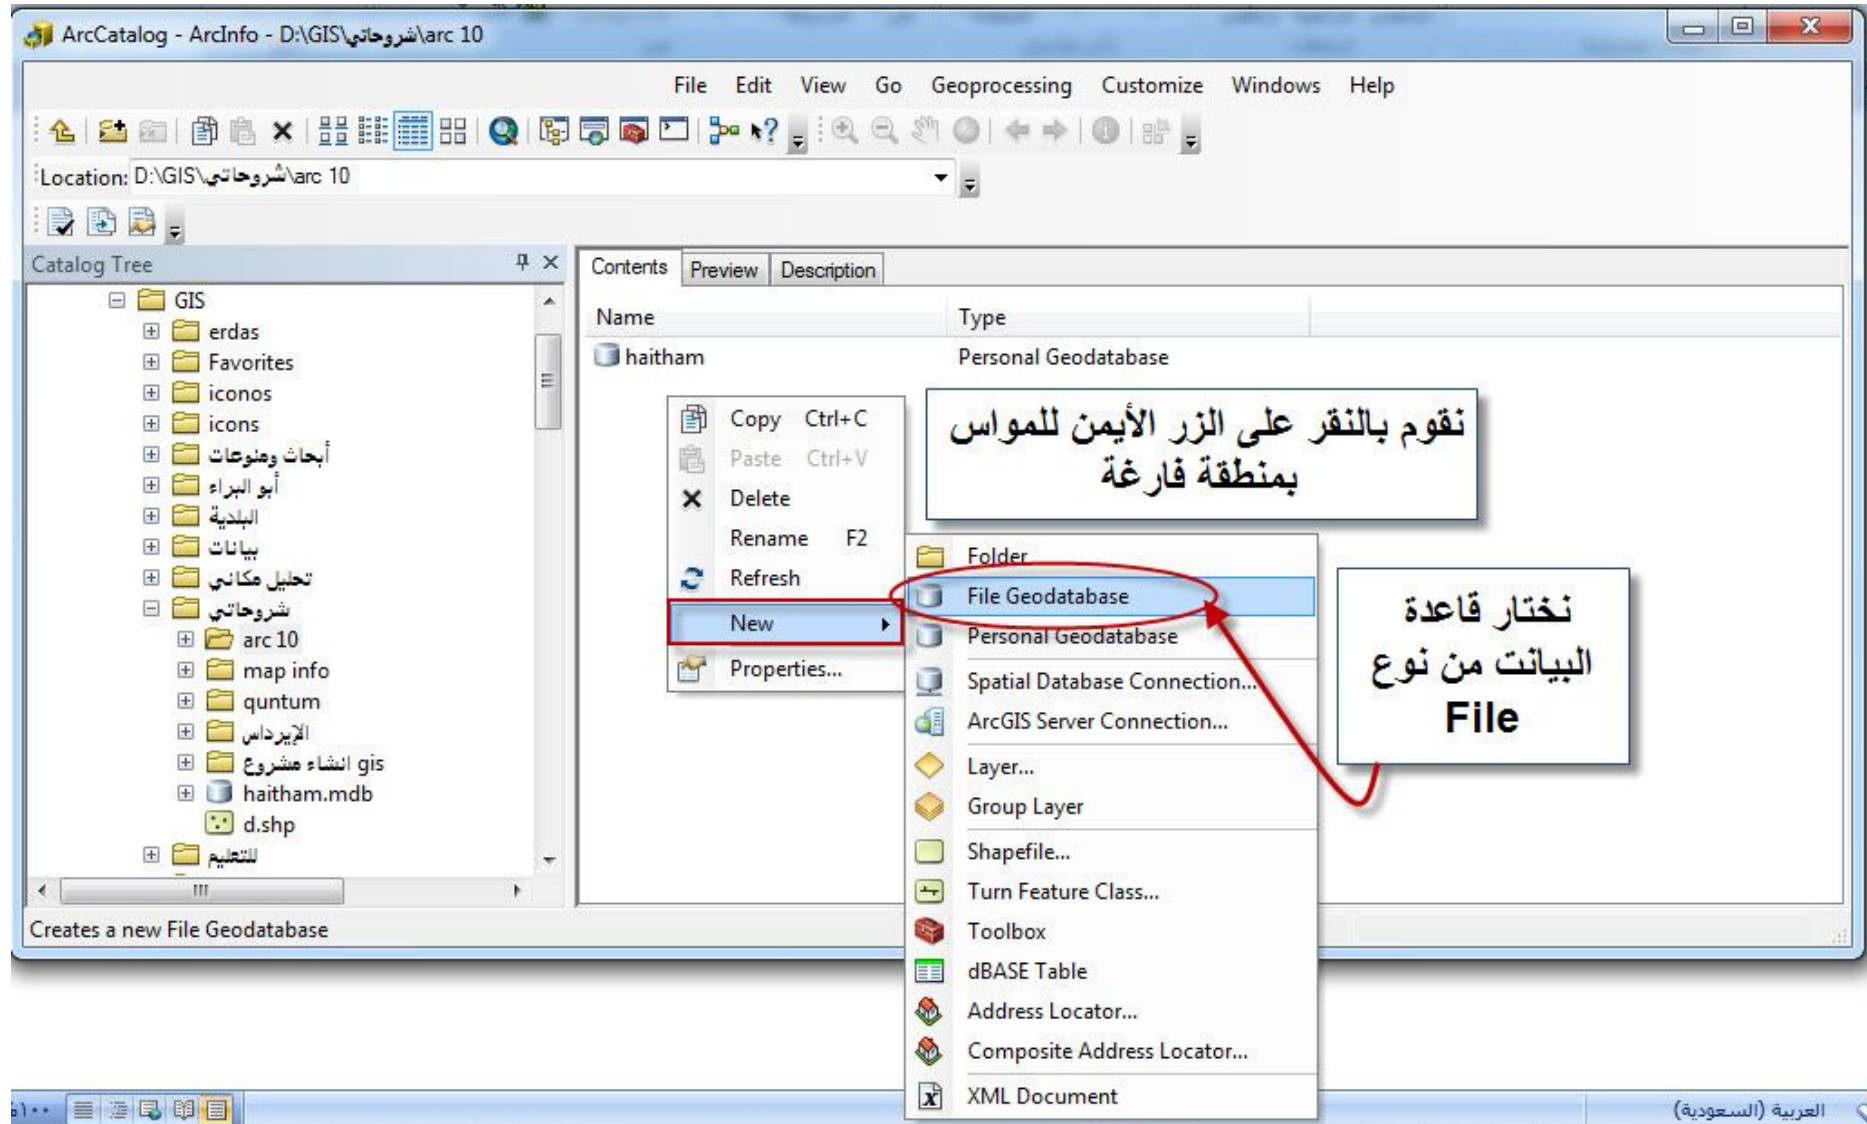 ArcCatalog - ArcInfo - D:\GIS\شروحاتي\arc 10
File Edit View Go Geoprocessing Customize Windows Help
Location: D:\GIS\شروحاتي\arc 10
Catalog Tree
GIS
erdas
Favorites
iconos
icons
أبحاث ومنوعات
أبو البراء
البلدية
بيانات
تحليل مكاني
شروحاتي
arc 10
map info
quntum
الإيرداس
انشاء مشروع gis
haitham.mdb
d.shp
للتعليم
Contents Preview Description
Name Type
haitham Personal Geodatabase
نقوم بالنقر على الزر الأيمن للمواس
بمنطقة فارغة
Copy Ctrl+C
Paste Ctrl+V
Delete
Rename F2
Refresh
New
Properties...
Folder
File Geodatabase
Personal Geodatabase
Spatial Database Connection...
ArcGIS Server Connection...
Layer...
Group Layer
Shapefile...
Turn Feature Class...
Toolbox
dBASE Table
Address Locator...
Composite Address Locator...
XML Document
نختار قاعدة
البيانت من نوع
File
Creates a new File Geodatabase
العربية (السعودية)